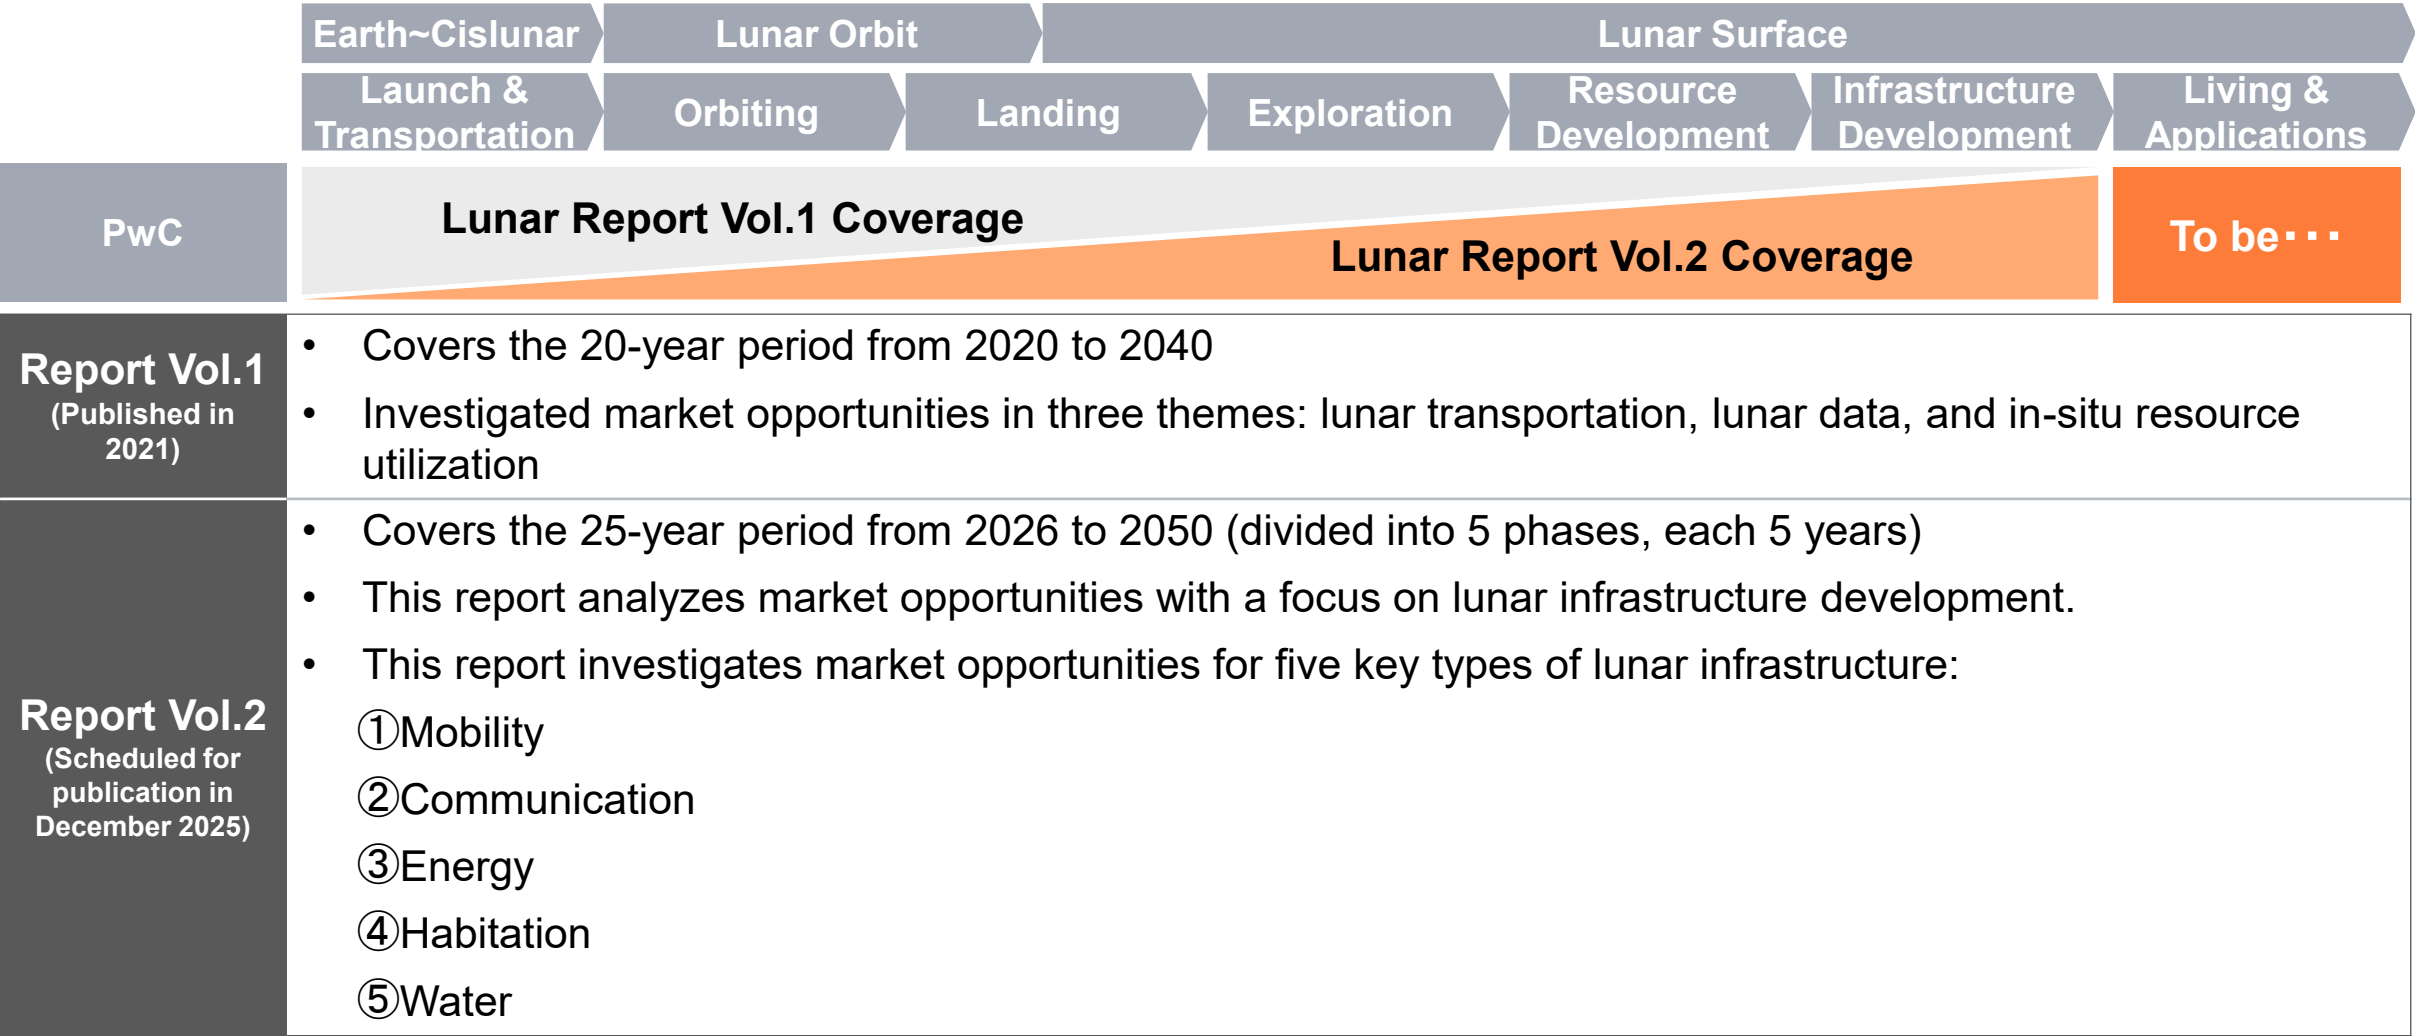 Earth~Cislunar
Lunar Orbit
Lunar Surface
Launch &
Transportation
Orbiting
Landing
Exploration
Resource
Development
Infrastructure
Development
Living &
Applications
PwC
Lunar Report Vol.1 Coverage
Lunar Report Vol.2 Coverage
To be･･･
Report Vol.1
(Published in
2021)
• Covers the 20-year period from 2020 to 2040
• Investigated market opportunities in three themes: lunar transportation, lunar data, and in-situ resource
utilization
Report Vol.2
(Scheduled for
publication in
December 2025)
• Covers the 25-year period from 2026 to 2050 (divided into 5 phases, each 5 years)
• This report analyzes market opportunities with a focus on lunar infrastructure development.
• This report investigates market opportunities for five key types of lunar infrastructure:
①Mobility
②Communication
③Energy
④Habitation
⑤Water